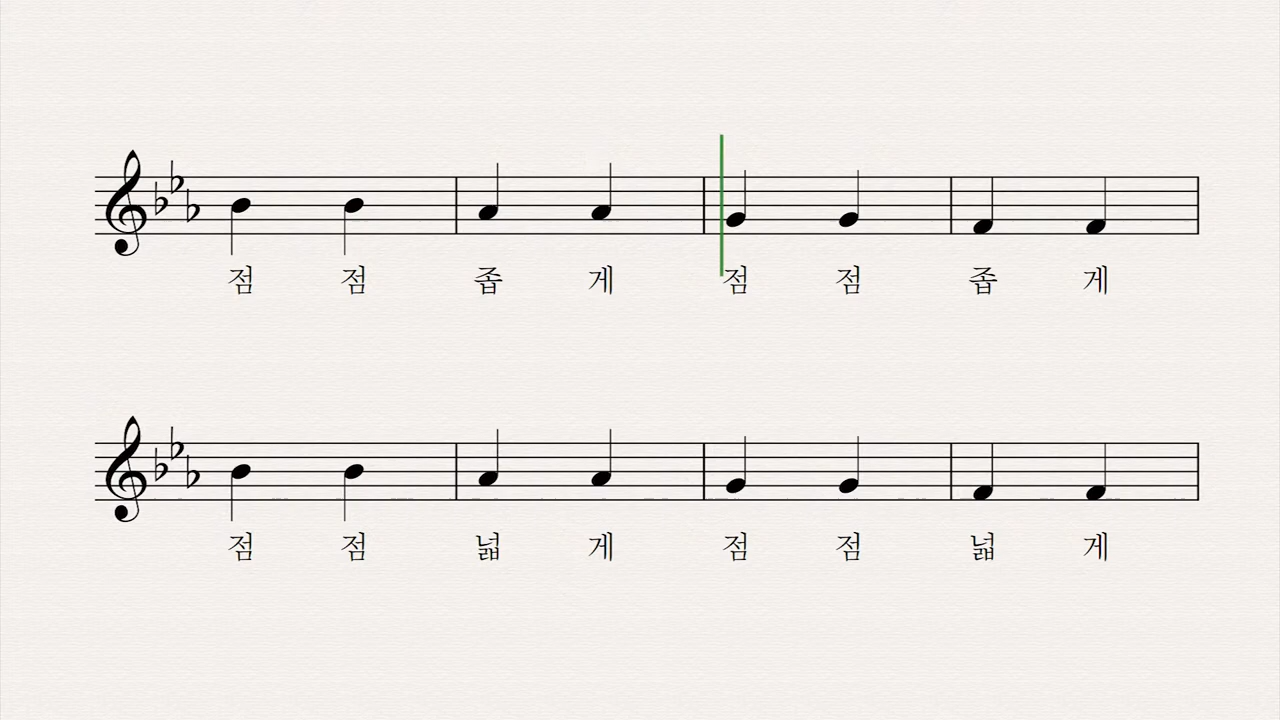 점 점 좁 게 점 점 좁 게
점 점 넓 게 점 점 넓 게